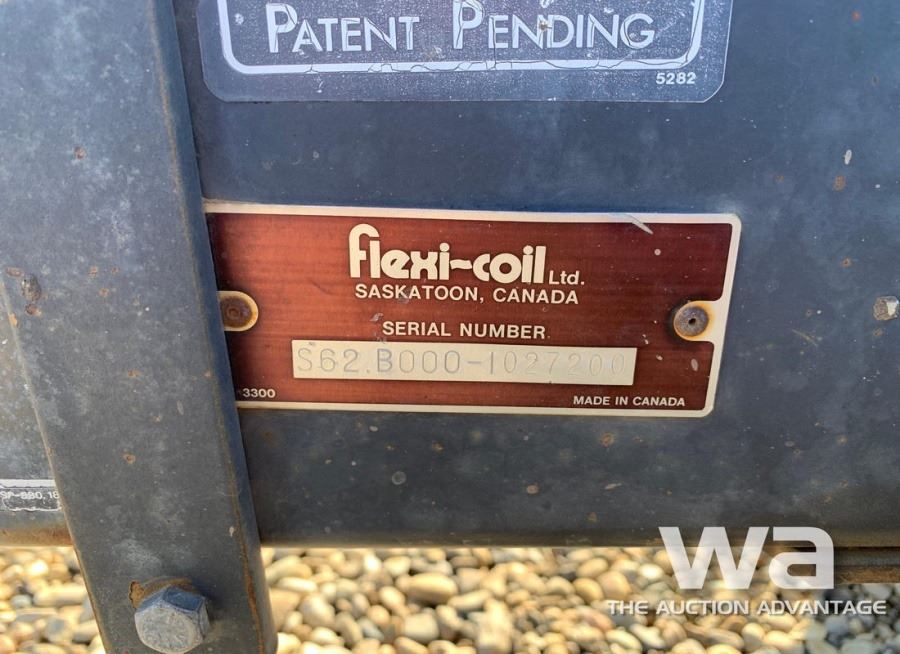 PATENT PENDING
5282
flexi-coil Ltd.
SASKATOON, CANADA
SERIAL NUMBER
S62.B000-1027200
3300
MADE IN CANADA
wa
THE AUCTION ADVANTAGE